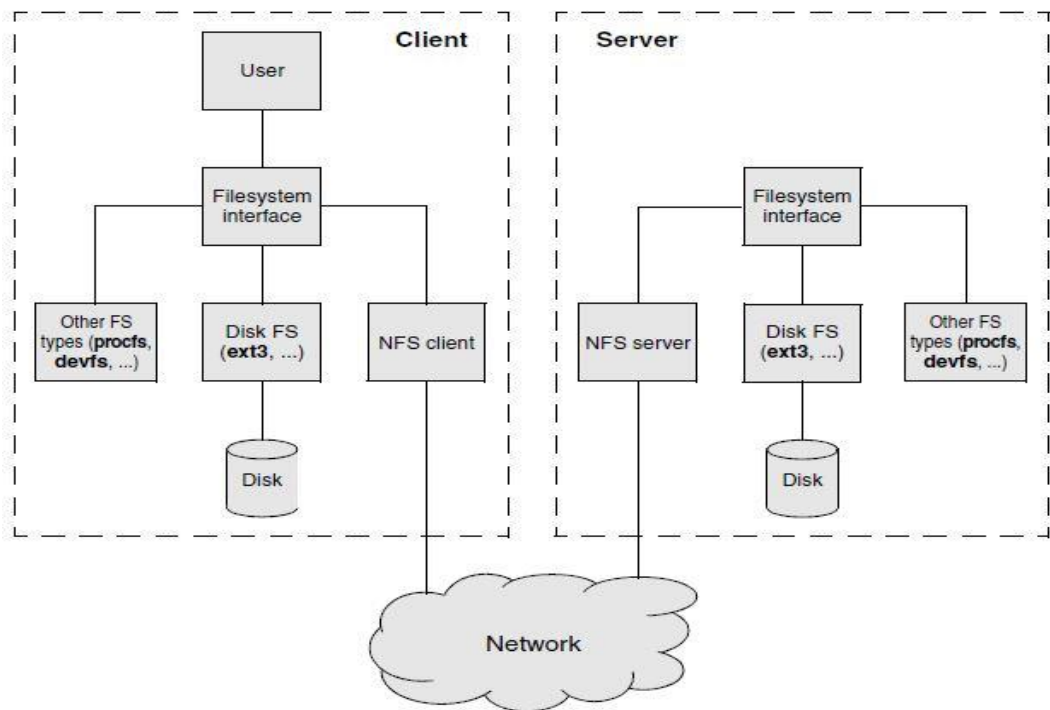 Client
Server
User
Filesystem
interface
Filesystem
interface
Other FS
types (procfs,
devfs, ...)
Disk FS
(ext3, ...)
NFS client
NFS server
Disk FS
(ext3, ...)
Other FS
types (procfs,
devfs, ...)
Disk
Disk
Network